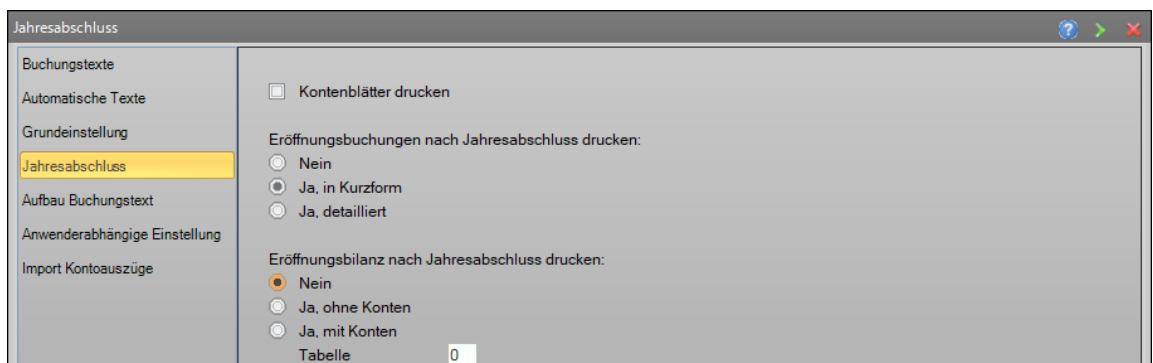 Jahresabschluss
Buchungstexte
Automatische Texte
Grundeinstellung
Jahresabschluss
Aufbau Buchungstext
Anwenderabhängige Einstellung
Import Kontoauszüge
Kontenblätter drucken
Eröffnungsbuchungen nach Jahresabschluss drucken:
Nein
Ja, in Kurzform
Ja, detailliert
Eröffnungsbilanz nach Jahresabschluss drucken:
Nein
Ja, ohne Konten
Ja, mit Konten
Tabelle 0